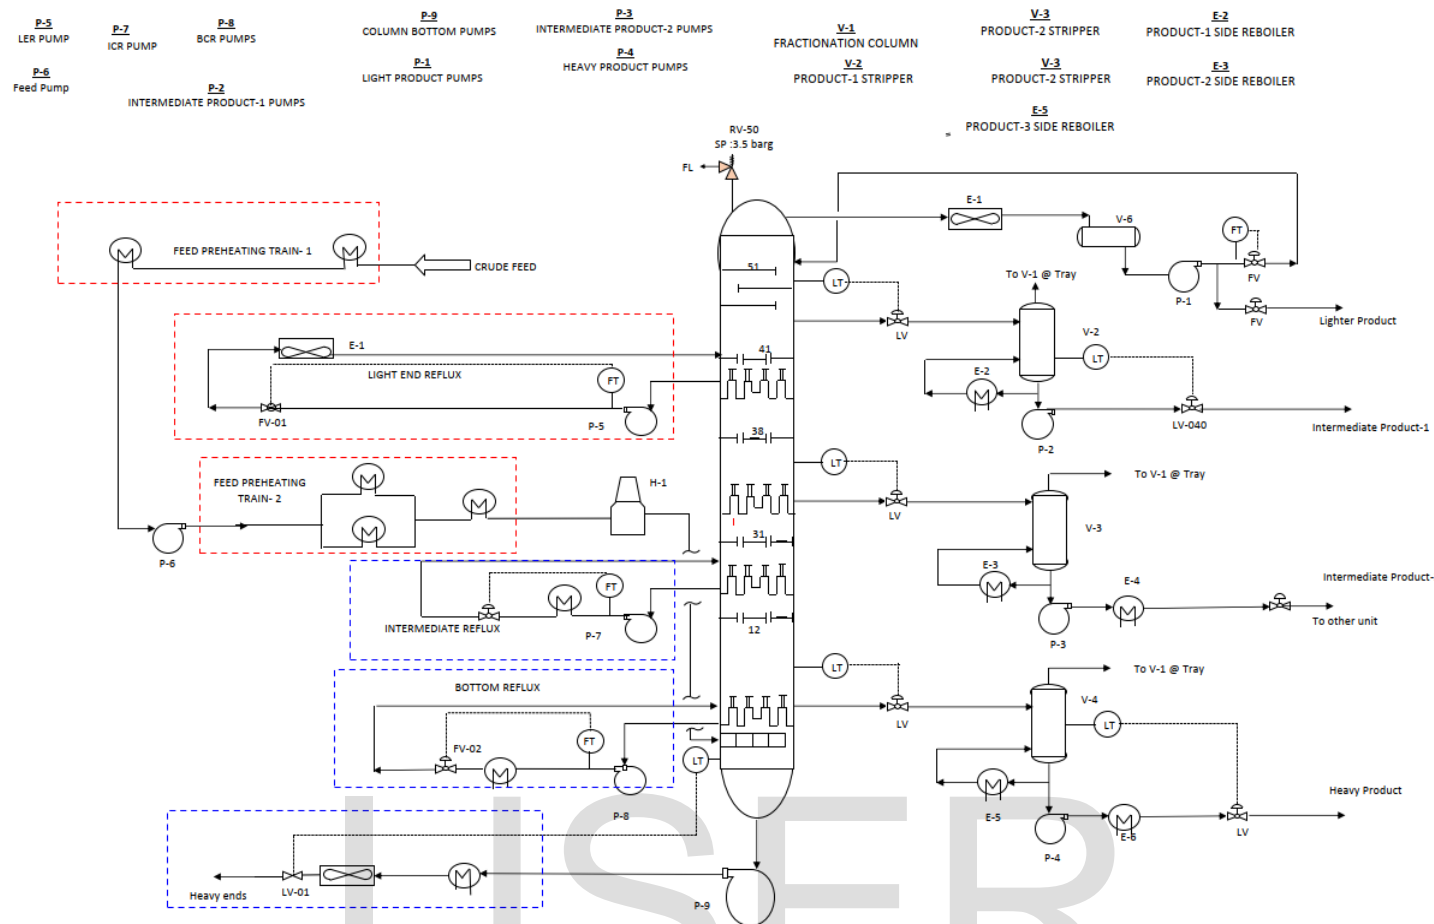 P-5
LER PUMP
P-7
ICR PUMP
P-8
BCR PUMPS
P-9
COLUMN BOTTOM PUMPS
P-3
INTERMEDIATE PRODUCT-2 PUMPS
V-1
FRACTIONATION COLUMN
V-3
PRODUCT-2 STRIPPER
E-2
PRODUCT-1 SIDE REBOILER
P-6
Feed Pump
P-2
INTERMEDIATE PRODUCT-1 PUMPS
P-1
LIGHT PRODUCT PUMPS
P-4
HEAVY PRODUCT PUMPS
V-2
PRODUCT-1 STRIPPER
V-3
PRODUCT-2 STRIPPER
E-3
PRODUCT-2 SIDE REBOILER
E-5
PRODUCT-3 SIDE REBOILER
RV-50
SP :3.5 barg
FL
E-1
V-6
FT
FEED PREHEATING TRAIN- 1
CRUDE FEED
51
LT
To V-1 @ Tray
P-1
FV
FV
Lighter Product
LV
V-2
E-1
41
LT
LIGHT END REFLUX
FT
E-2
FV-01
P-5
LV-040
P-2
Intermediate Product-1
38
LT
To V-1 @ Tray
FEED PREHEATING
TRAIN- 2
H-1
LV
V-3
31
P-6
E-3
E-4
Intermediate Product-
FT
INTERMEDIATE REFLUX
P-7
12
P-3
To other unit
LT
To V-1 @ Tray
BOTTOM REFLUX
V-4
LV
LT
FV-02
FT
LT
Heavy Product
P-8
E-5
E-6
LV
P-4
Heavy ends
LV-01
P-9
IJSER